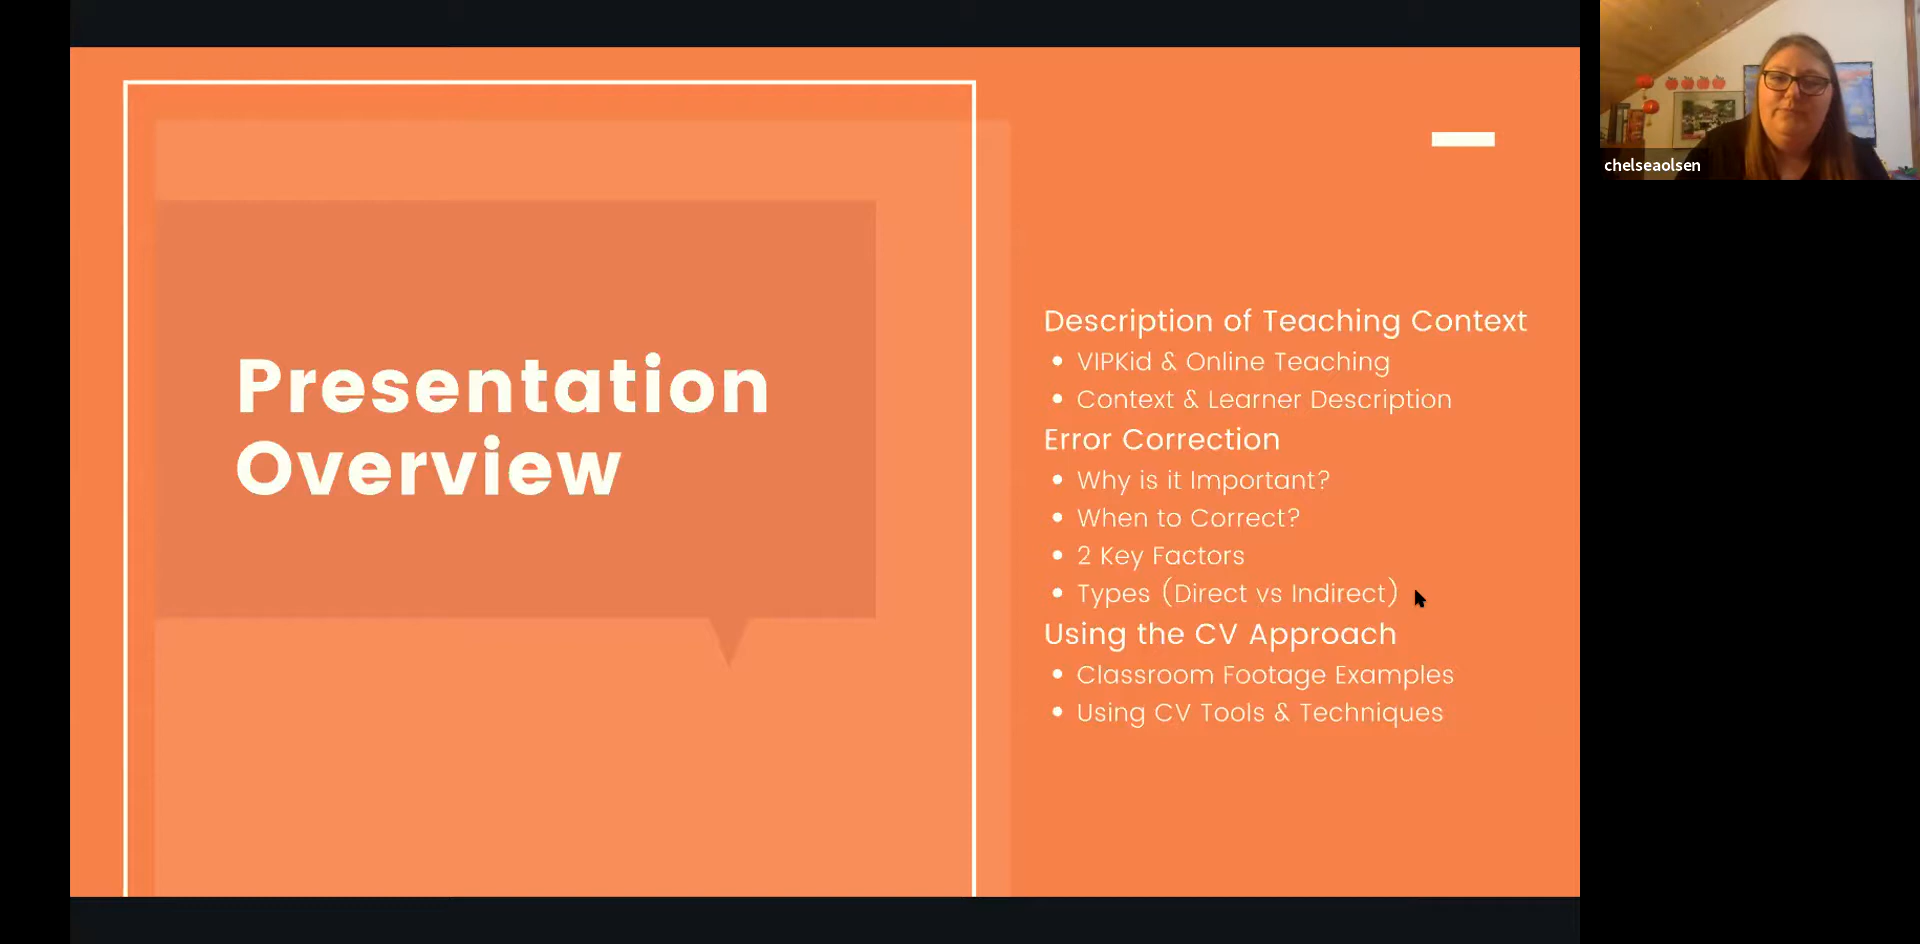 Presentation
Overview
Description of Teaching Context
VIPKid & Online Teaching
Context & Learner Description
Error Correction
Why is it Important?
When to Correct?
2 Key Factors
Types (Direct vs Indirect)
Using the CV Approach
Classroom Footage Examples
Using CV Tools & Techniques
chelseaolsen